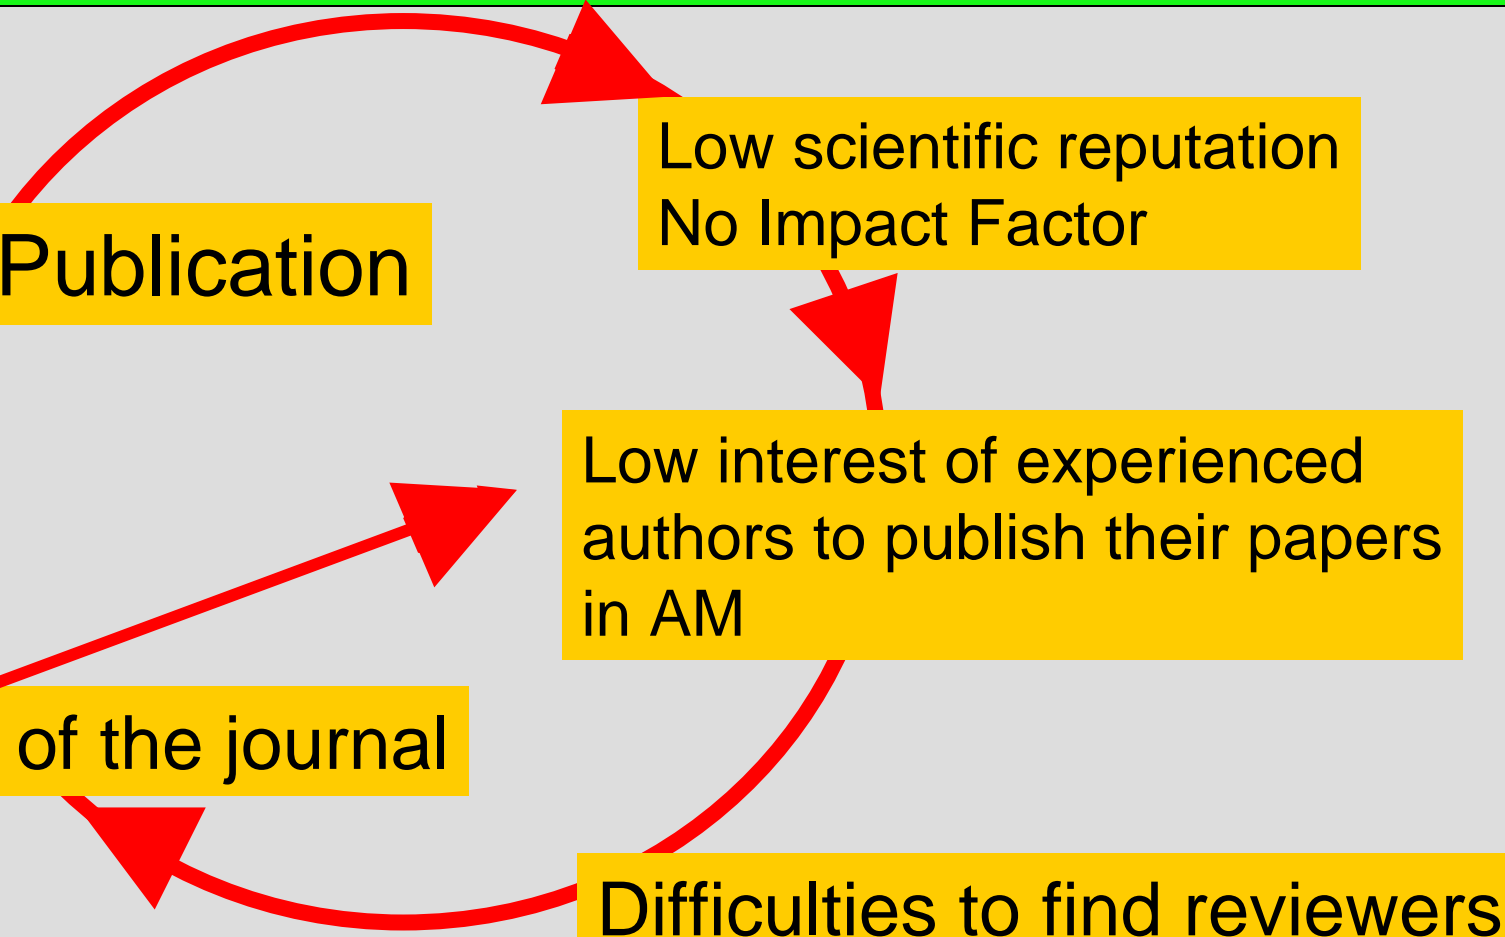 Low scientific reputation
No Impact Factor
Publication
Low interest of experienced
authors to publish their papers
in AM
of the journal
Difficulties to find reviewers